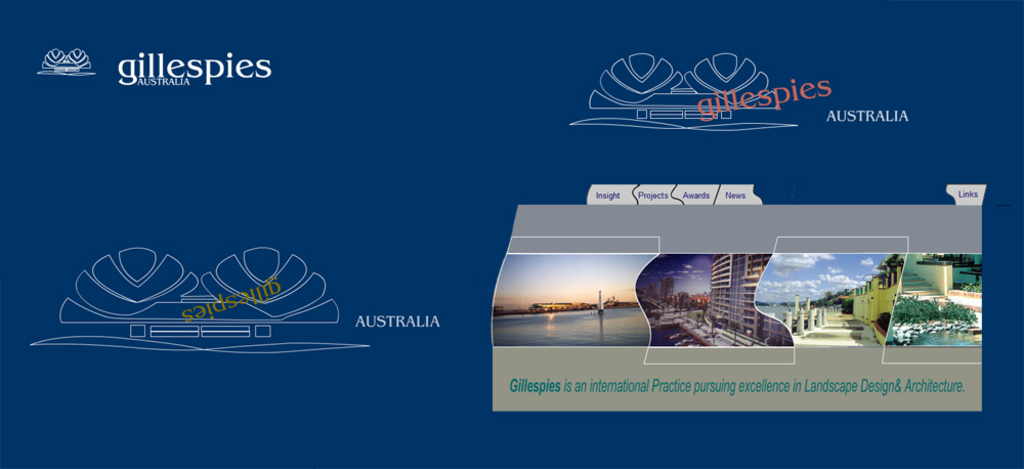 gillespies
AUSTRALIA
gillespies
AUSTRALIA
Insight Projects Awards News Links
gillespies
AUSTRALIA
Gillespies is an international Practice pursuing excellence in Landscape Design& Architecture.